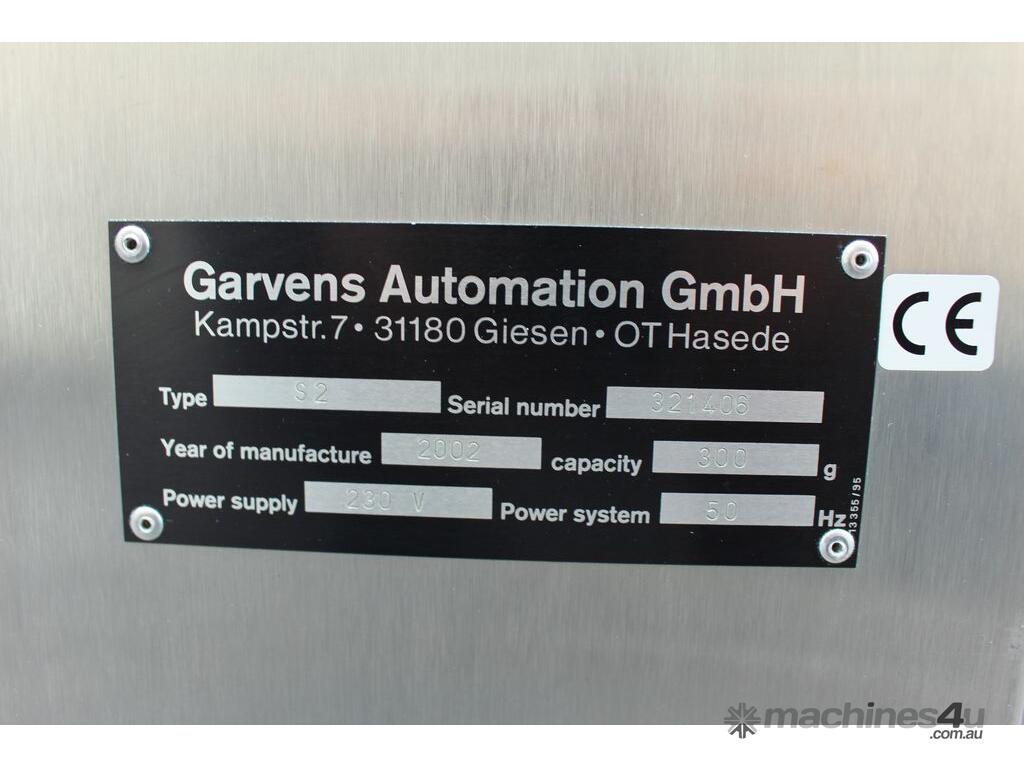 Garvens Automation GmbH
Kampstr. 7 • 31180 Giesen • OT Hasede
CE
Type S2 Serial number 321406
Year of manufacture 2002 capacity 300 g
Power supply 230 V Power system 50 Hz
13 355 / 95
machines4u
.com.au